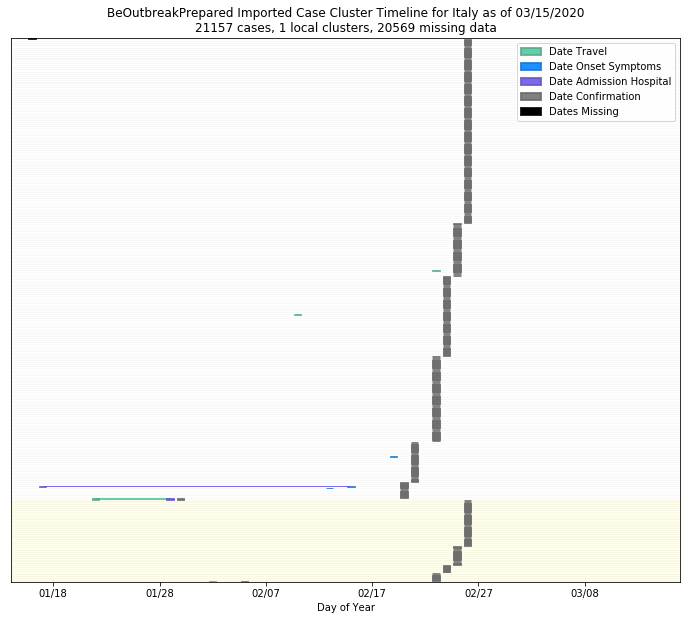 BeOutbreakPrepared Imported Case Cluster Timeline for Italy as of 03/15/2020
21157 cases, 1 local clusters, 20569 missing data
Date Travel
Date Onset Symptoms
Date Admission Hospital
Date Confirmation
Dates Missing
01/18 01/28 02/07 02/17 02/27 03/08
Day of Year